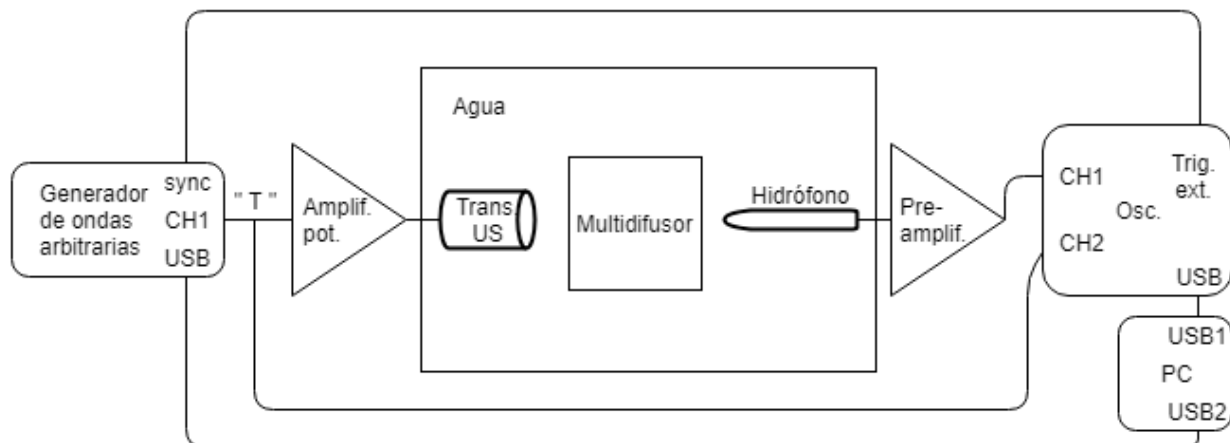 Agua
Generador
de ondas
arbitrarias
sync
CH1
USB
" T "
Amplif.
pot.
Trans.
US
Multidifusor
Hidrófono
Pre-
amplif.
CH1
CH2
Osc.
Trig.
ext.
USB
USB1
PC
USB2